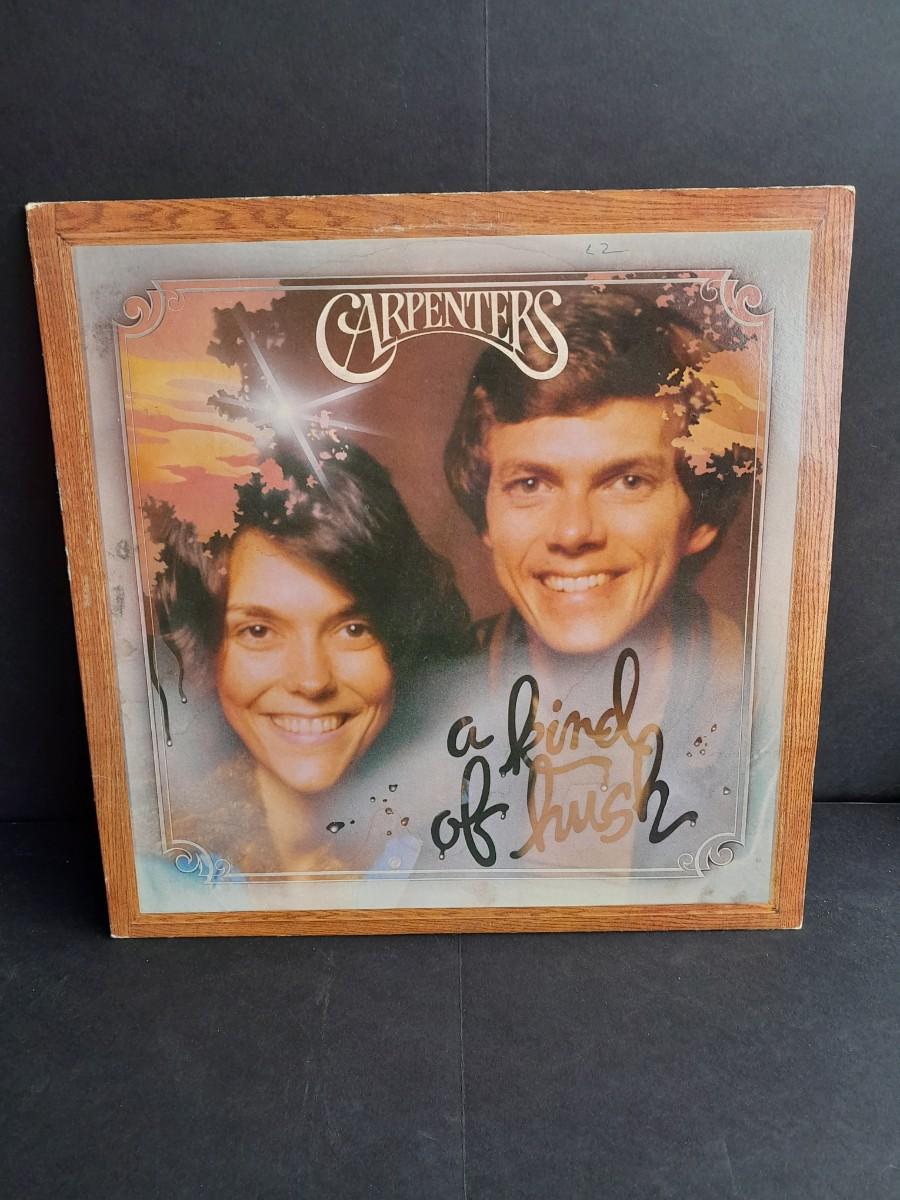 CARPENTERS
a kind
of hush